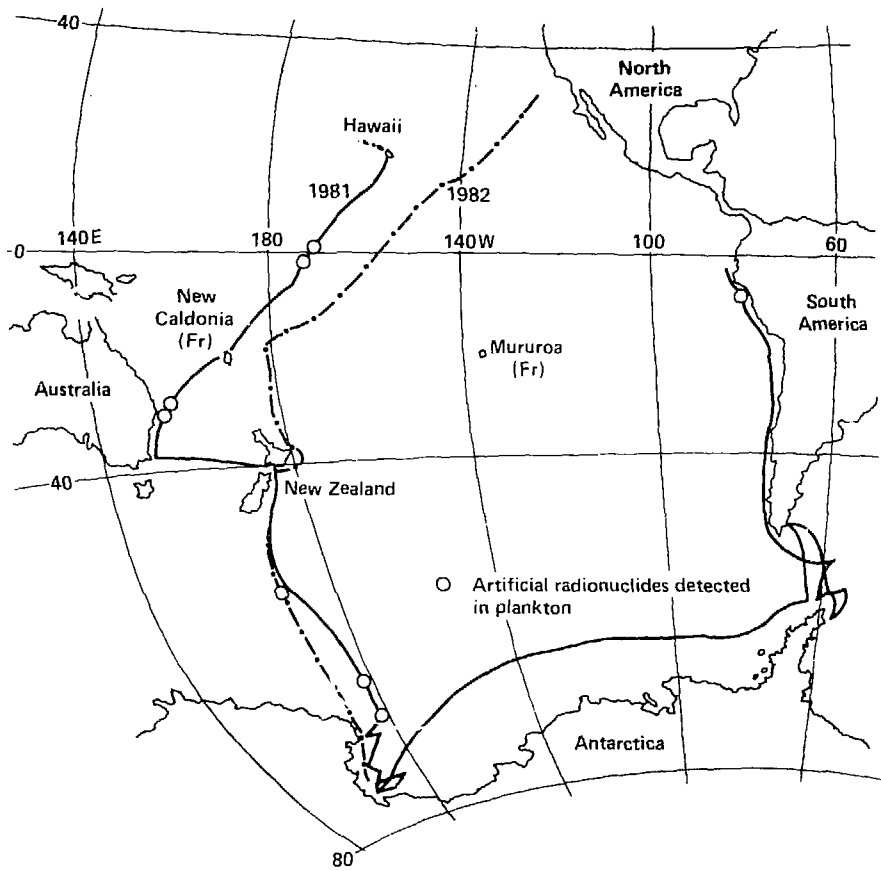 40
North
America
Hawaii
1981
1982
0
140E
180
140W
100
60
New
Caldonia
(Fr)
Mururoa
(Fr)
South
America
Australia
40
New Zealand
Artificial radionuclides detected
in plankton
Antarctica
80